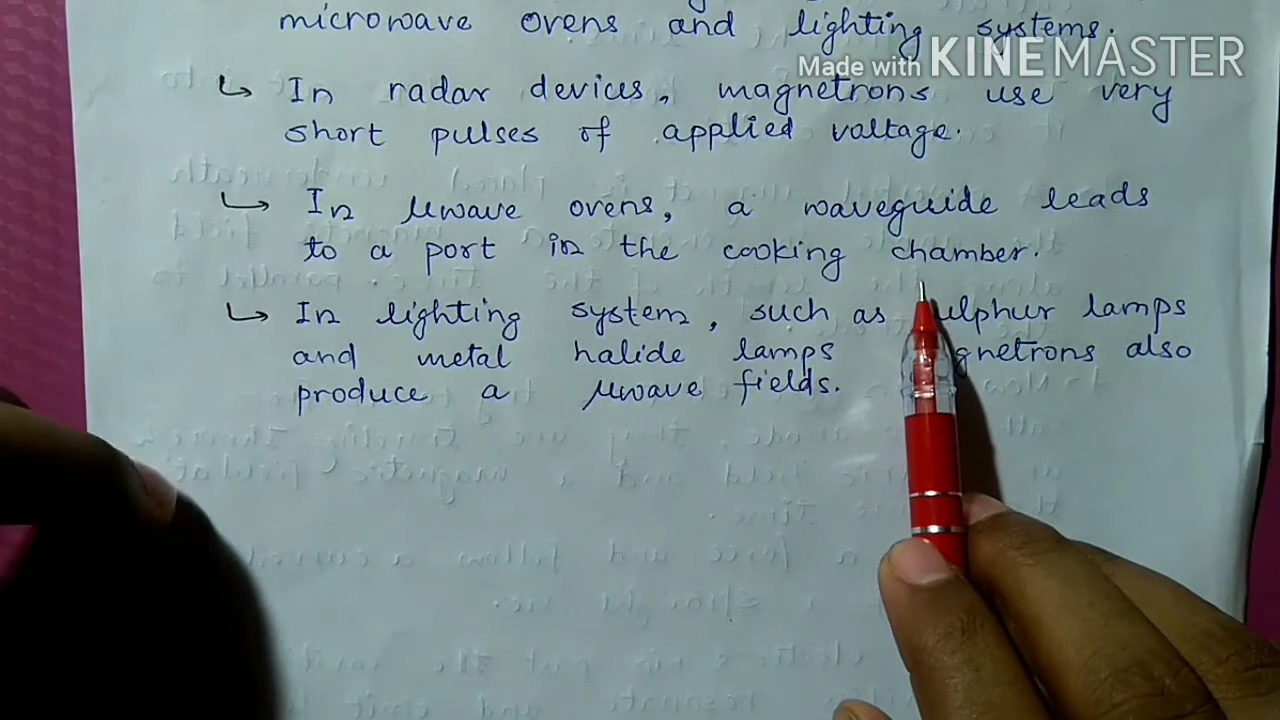 microwave ovens and lighting systems.
Made with KINEMASTER
↳ In radar devices, magnetrons use very
short pulses of applied voltage.
↳ In μwave ovens, a waveguide leads
to a port in the cooking chamber.
↳ In lighting system, such as sulphur lamps
and metal halide lamps magnetrons also
produce a μwave fields.